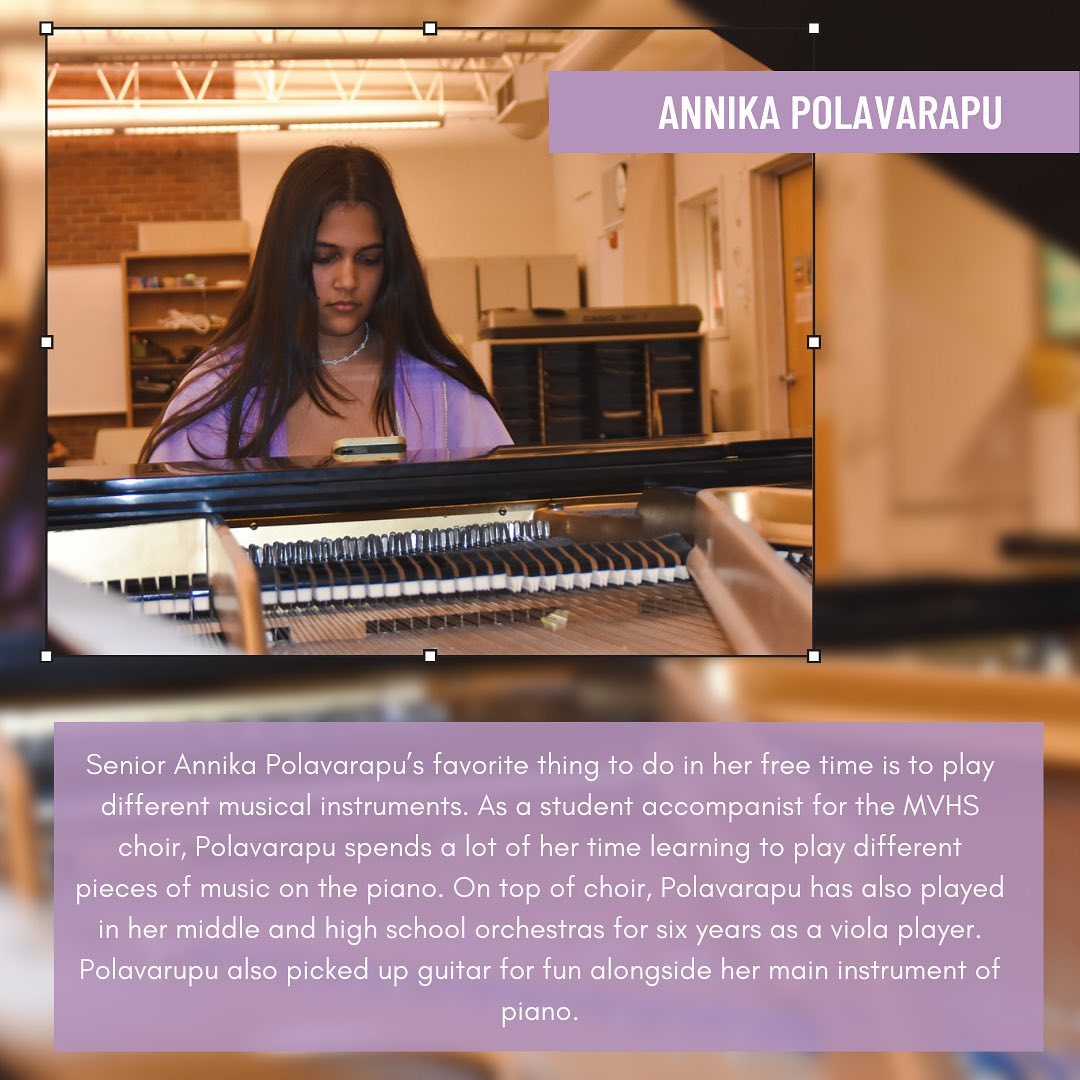 ANNIKA POLAVARAPU
CASIO
Senior Annika Polavarapu's favorite thing to do in her free time is to play
different musical instruments. As a student accompanist for the MVHS
choir, Polavarapu spends a lot of her time learning to play different
pieces of music on the piano. On top of choir, Polavarapu has also played
in her middle and high school orchestras for six years as a viola player.
Polavarupu also picked up guitar for fun alongside her main instrument of
piano.